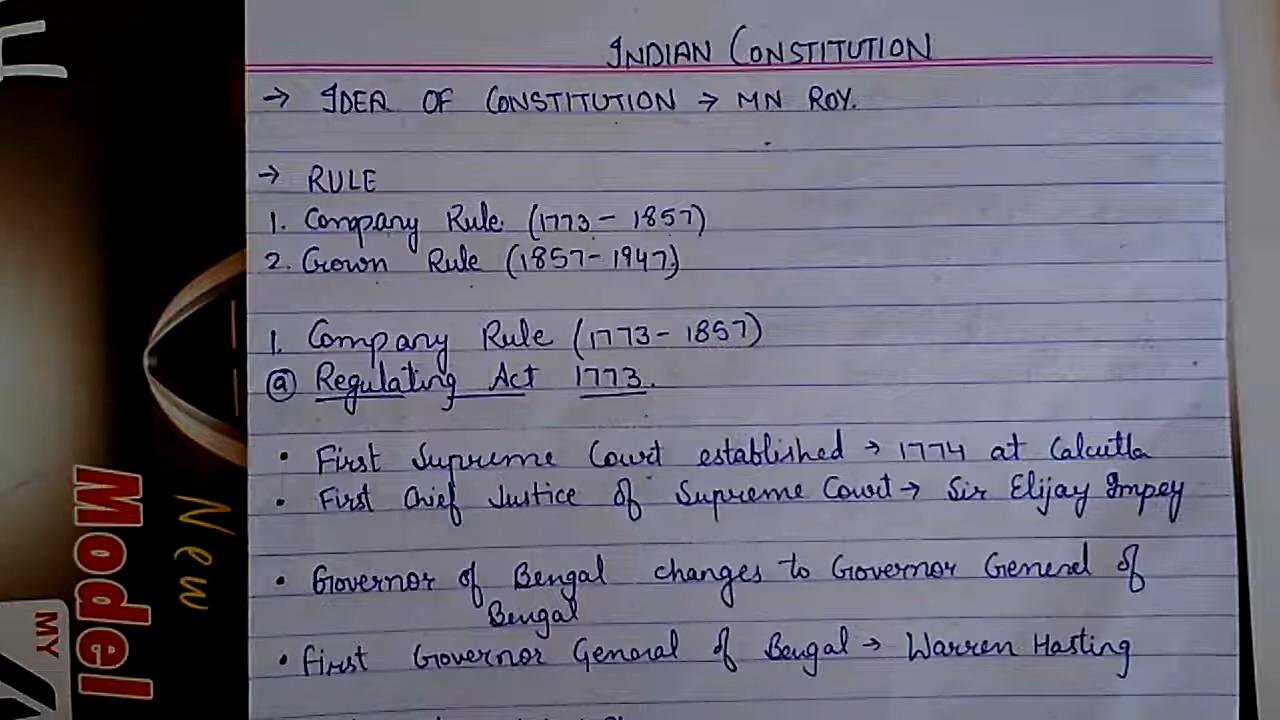 INDIAN CONSTITUTION
→ IDEA OF CONSTITUTION → MN ROY.
→ RULE
1. Company Rule (1773 - 1857)
2. Crown Rule (1857 - 1947)
1. Company Rule (1773 - 1857)
ⓐ Regulating Act 1773.
• First Supreme Court established → 1774 at Calcutta
• First Chief Justice of Supreme Court → Sir Elijay Impey
• Governor of Bengal changes to Governor General of
Bengal
• First Governor General of Bengal → Warren Hasting
New
Model
MY